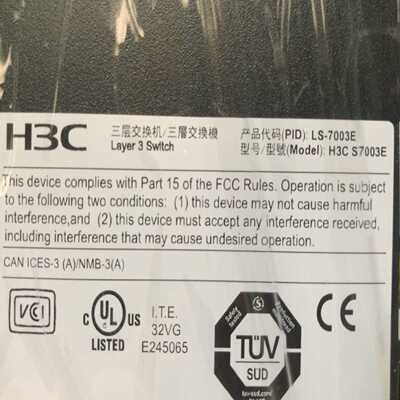 H3C
三层交换机/三層交換機
Layer 3 Switch
产品代码(PID): LS-7003E
型号/型號(Model): H3C S7003E
This device complies with Part 15 of the FCC Rules. Operation is subject
to the following two conditions: (1) this device may not cause harmful
interference,and (2) this device must accept any interference received,
including interference that may cause undesired operation.
CAN ICES-3 (A)/NMB-3(A)
VCI
C UL US
LISTED
I.T.E.
32VG
E245065
Safety
tested
TÜV
SUD